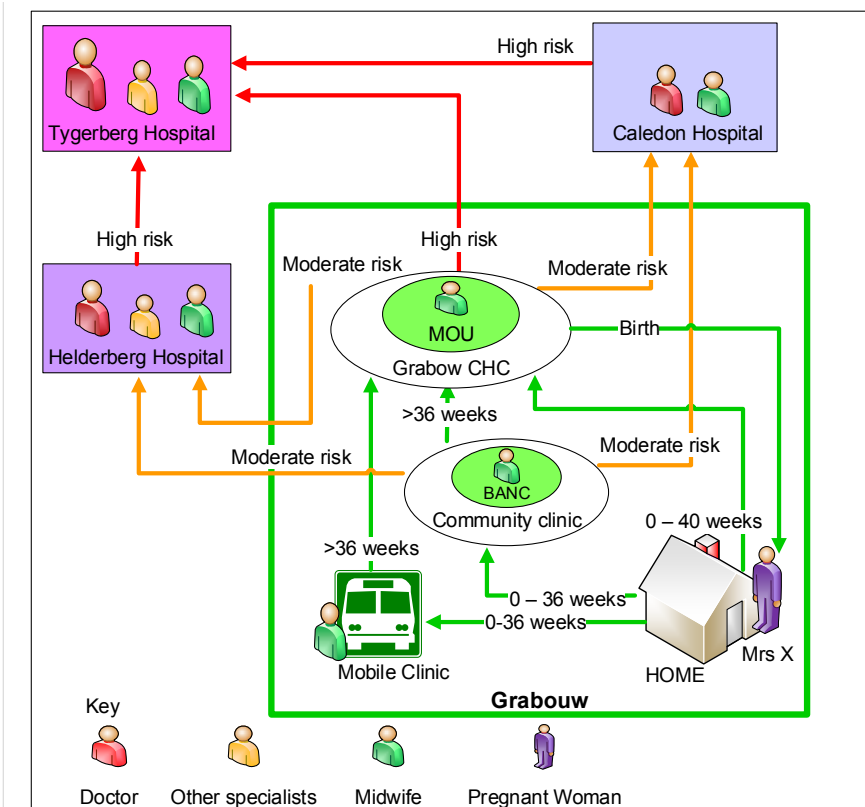 High risk
Tygerberg Hospital
Caledon Hospital
High risk
High risk
Moderate risk
Moderate risk
MOU
Birth
Helderberg Hospital
Grabow CHC
>36 weeks
Moderate risk
Moderate risk
BANC
Community clinic
0 – 40 weeks
>36 weeks
0 – 36 weeks
0-36 weeks
Mrs X
HOME
Mobile Clinic
Grabouw
Key
Doctor
Other specialists
Midwife
Pregnant Woman